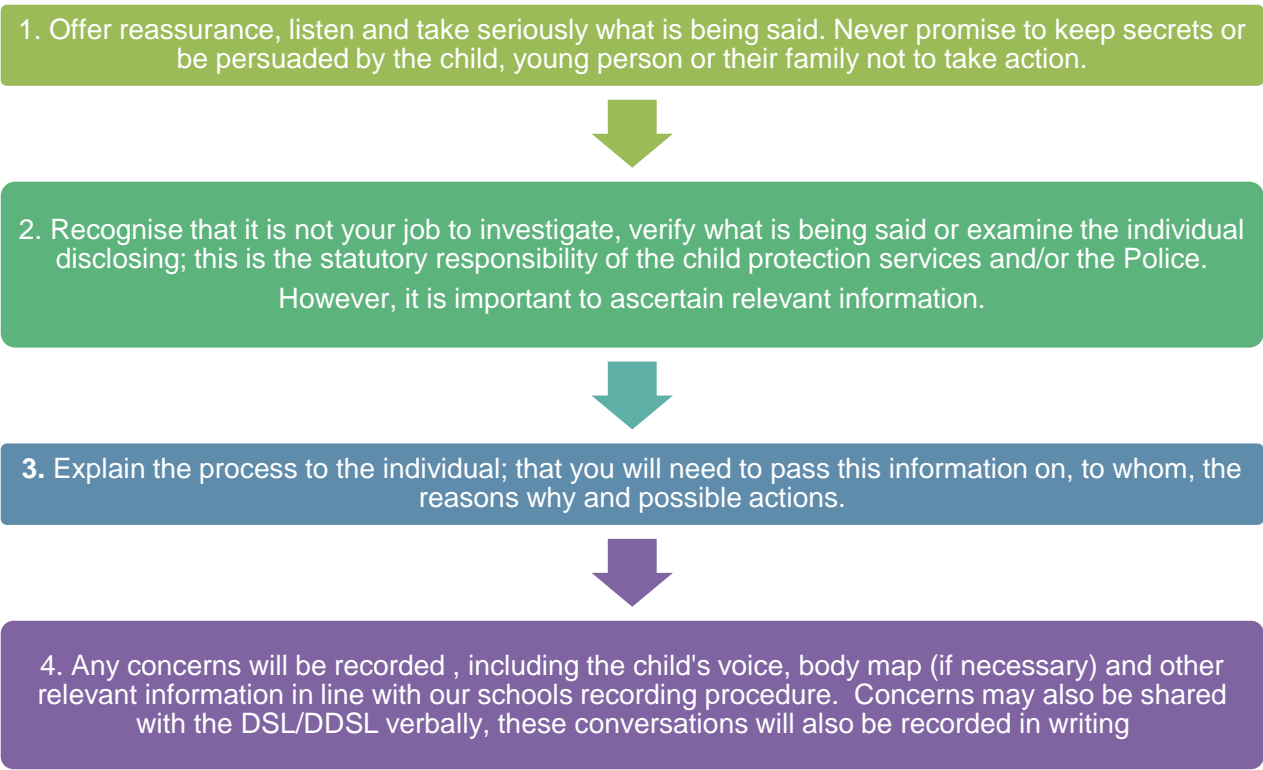 1. Offer reassurance, listen and take seriously what is being said. Never promise to keep secrets or
be persuaded by the child, young person or their family not to take action.
2. Recognise that it is not your job to investigate, verify what is being said or examine the individual
disclosing; this is the statutory responsibility of the child protection services and/or the Police.
However, it is important to ascertain relevant information.
3. Explain the process to the individual; that you will need to pass this information on, to whom, the
reasons why and possible actions.
4. Any concerns will be recorded , including the child's voice, body map (if necessary) and other
relevant information in line with our schools recording procedure.  Concerns may also be shared
with the DSL/DDSL verbally, these conversations will also be recorded in writing